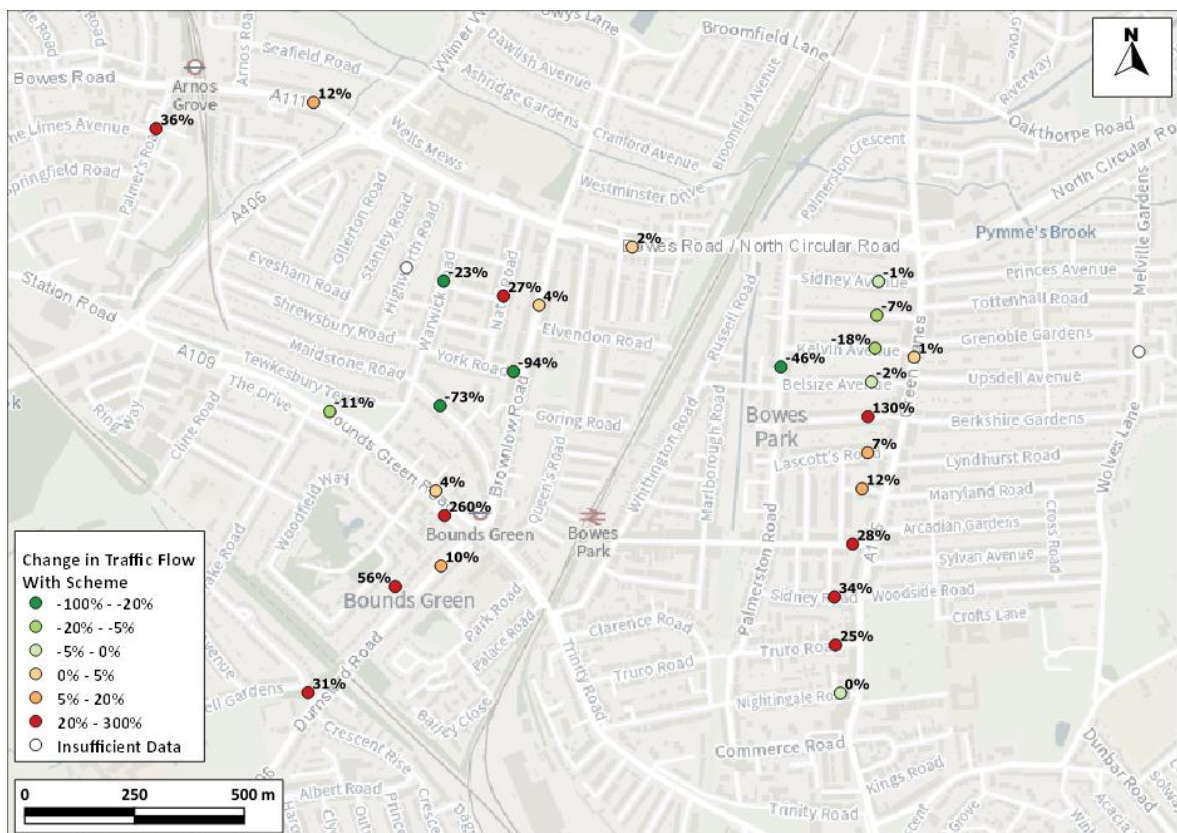 Broomfield Lane
N
Wilmer W
Dawlish Avenue
Arnos Road
Seafield Road
Bowes Road
Arnos
Grove
Riverway
Ashridge Gardens
A111
12%
Broomfield Avenue
Oakthorpe Road
36%
The Limes Avenue
Wells Mews
Cranford Avenue
Palmerston Crescent
North Circular Ro
Springfield Road
Palmer's Road
Westminster Drive
A406
Ollerton Road
Stanley Road
Highworth Road
2%
Bowes Road / North Circular Road
Pymme's Brook
Melville Gardens
-23%
27%
4%
Sidney Avenue
-1%
Princes Avenue
Station Road
Evesham Road
Warwick
Russell Road
Tottenhall Road
-7%
Shrewsbury Road
Elvendon Road
Grenoble Gardens
-18%
Kelvin Avenue
1%
A109
Maidstone Road
York Road
-94%
-46%
Upsdell Avenue
Tewkesbury
The Drive
-2%
Belsize Avenue
-11%
-73%
Goring Road
Bowes
Park
130%
Berkshire Gardens
Cline Road
Brownlow Road
Whittington Road
Marlborough Road
Lascott's Road
7%
Lyndhurst Road
Wolves Lane
Woodfield Way
4%
Queen's Road
12%
Maryland Road
260%
Bounds Green
Bowes
Park
Arcadian Gardens
Cross Road
28%
Sylvan Avenue
10%
56%
Bounds Green
Palmerston Road
34%
Sidney Road
Woodside Road
Crofts Lane
Park Road
Palace Road
Clarence Road
25%
Truro Road
Trinity Road
31%
Durnsford Road
0%
Nightingale Road
Bailey Close
Crescent Rise
Commerce Road
Dunbar Road
Kings Road
Albert Road
Trinity Road
Change in Traffic Flow
With Scheme
-100% - -20%
-20% - -5%
-5% - 0%
0% - 5%
5% - 20%
20% - 300%
Insufficient Data
0 250 500 m